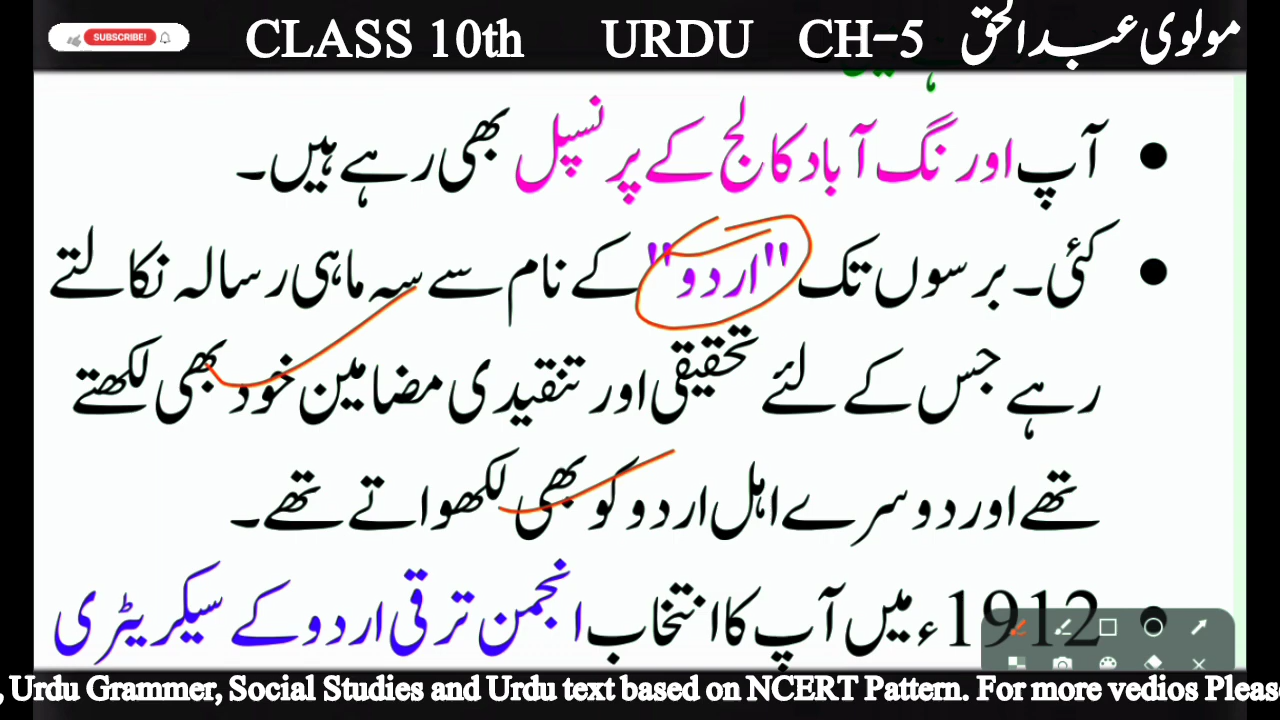 SUBSCRIBE!
CLASS 10th URDU CH-5 مولوی عبدالحق
آپ اورنگ آباد کالج کے پرنسپل بھی رہے ہیں۔
کئی۔ برسوں تک "اردو" کے نام سے سہ ماہی رسالہ نکالتے
رہے جس کے لئے تحقیقی اور تنقیدی مضامین خود بھی لکھتے
تھے اور دوسرے اہل اردو کو بھی لکھواتے تھے۔
1912ء میں آپ کا انتخاب انجمن ترقی اردو کے سیکریٹری
, Urdu Grammer, Social Studies and Urdu text based on NCERT Pattern. For more vedios Please